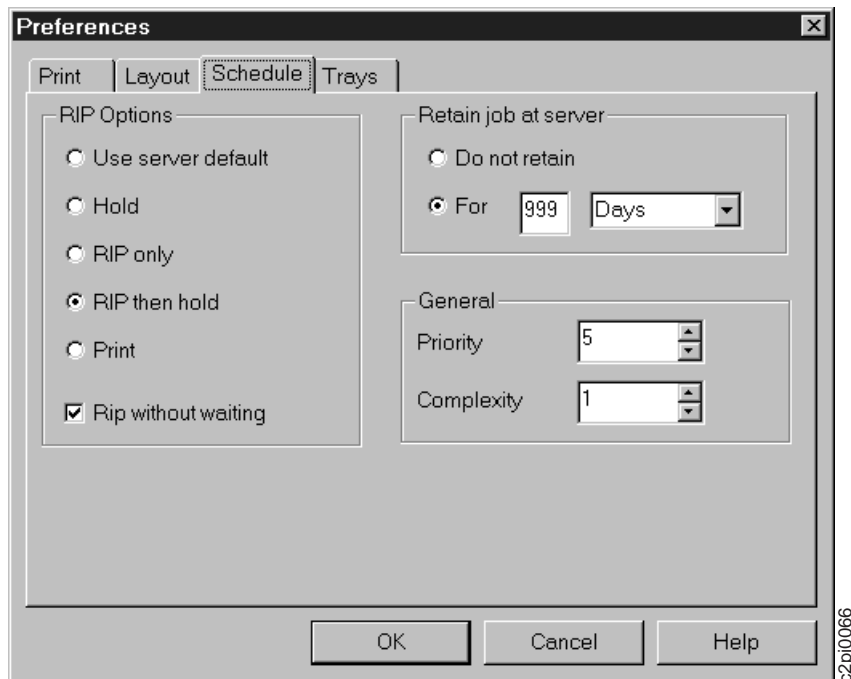 Preferences
Print Layout Schedule Trays
RIP Options
Use server default
Hold
RIP only
RIP then hold
Print
Rip without waiting
Retain job at server
Do not retain
For 999 Days
General
Priority 5
Complexity 1
OK Cancel Help
c2pi0066